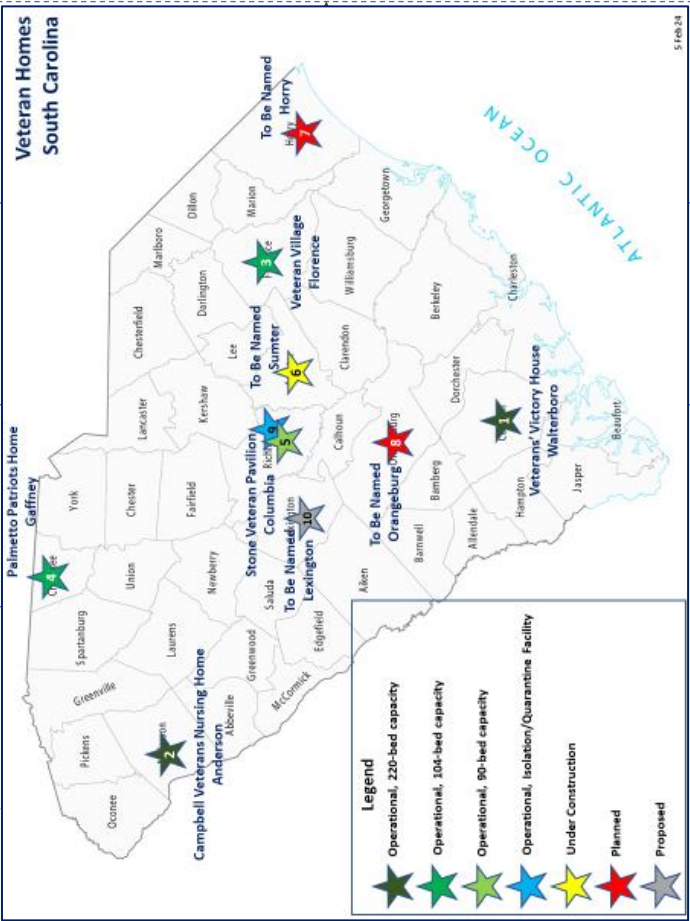 Veteran Homes
South Carolina
Palmetto Patriots Home
Gaffney
4
York
Chester
Union
Spartanburg
Greenville
Pickens
Oconee
Lancaster
Chesterfield
Marlboro
Dillon
Fairfield
Kershaw
Darlington
Lee
Marion
Newberry
Laurens
Greenwood
Abbeville
McCormick
Edgefield
Saluda
2
Campbell Veterans Nursing Home
Anderson
Stone Veteran Pavilion
Columbia
9
5
To Be Named
Sumter
6
3
Veteran Village
Florence
To Be Named
Horry
7
To Be Named
Lexington
10
Aiken
Calhoun
Clarendon
Williamsburg
Georgetown
To Be Named
Orangeburg
8
Barnwell
Bamberg
Allendale
Hampton
Dorchester
Berkeley
Charleston
1
Veterans' Victory House
Walterboro
Jasper
Beaufort
ATLANTIC OCEAN
Legend
Operational, 220-bed capacity
Operational, 104-bed capacity
Operational, 90-bed capacity
Operational, Isolation/Quarantine Facility
Under Construction
Planned
Proposed
5 Feb 24